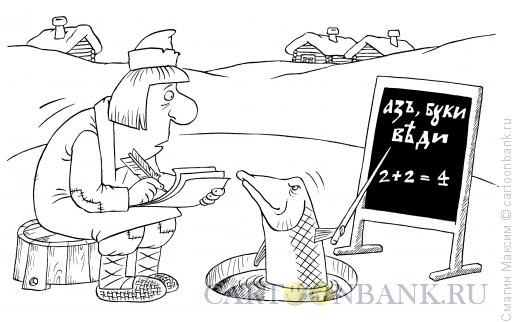 азъ, буки
вѣди
2+2=4
CARTOONBANK.RU
Смагин Максим © cartoonbank.ru